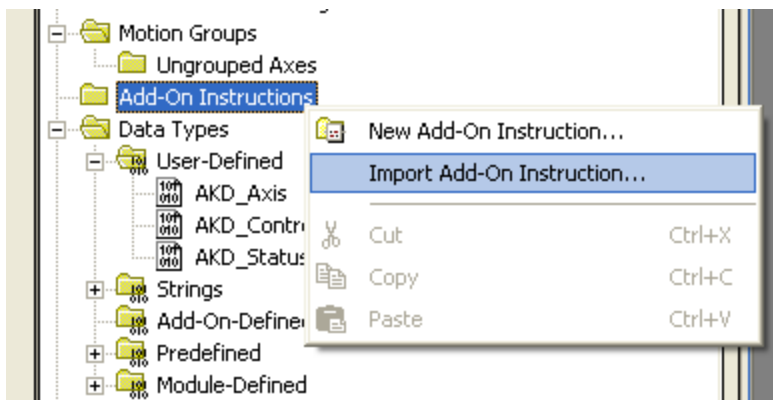 Motion Groups
Ungrouped Axes
Add-On Instructions
Data Types
User-Defined
AKD_Axis
AKD_Contr
AKD_Status
Strings
Add-On-Define
Predefined
Module-Defined
New Add-On Instruction...
Import Add-On Instruction...
Cut Ctrl+X
Copy Ctrl+C
Paste Ctrl+V